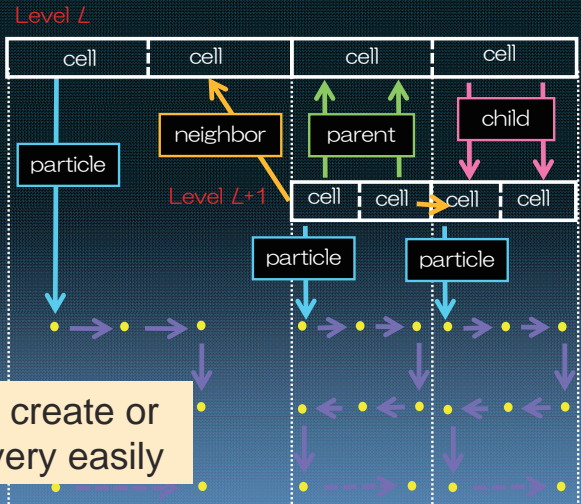 Level L
cell cell cell cell
neighbor parent child
particle
Level L+1 cell cell cell cell
particle particle
create or
very easily